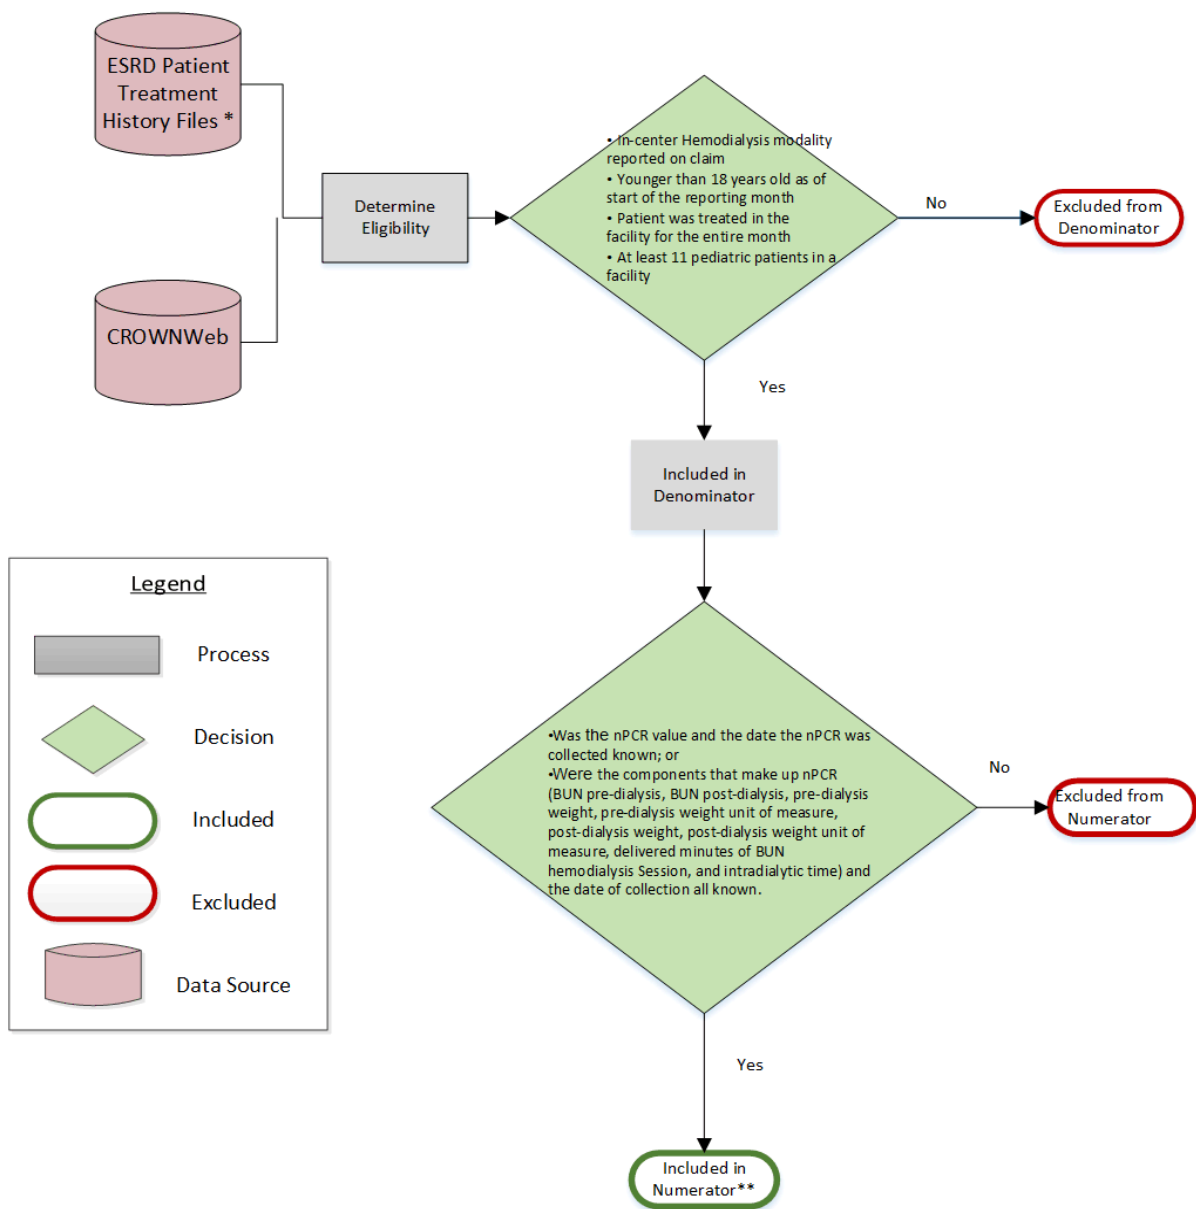 ESRD Patient
Treatment
History Files *
CROWNWeb
Determine
Eligibility
• In-center Hemodialysis modality
reported on claim
• Younger than 18 years old as of
start of the reporting month
• Patient was treated in the
facility for the entire month
• At least 11 pediatric patients in a
facility
No
Excluded from
Denominator
Yes
Included in
Denominator
•Was the nPCR value and the date the nPCR was
collected known; or
•Were the components that make up nPCR
(BUN pre-dialysis, BUN post-dialysis, pre-dialysis
weight, pre-dialysis weight unit of measure,
post-dialysis weight, post-dialysis weight unit of
measure, delivered minutes of BUN
hemodialysis Session, and intradialytic time) and
the date of collection all known.
No
Excluded from
Numerator
Yes
Included in
Numerator**
Legend
Process
Decision
Included
Excluded
Data Source